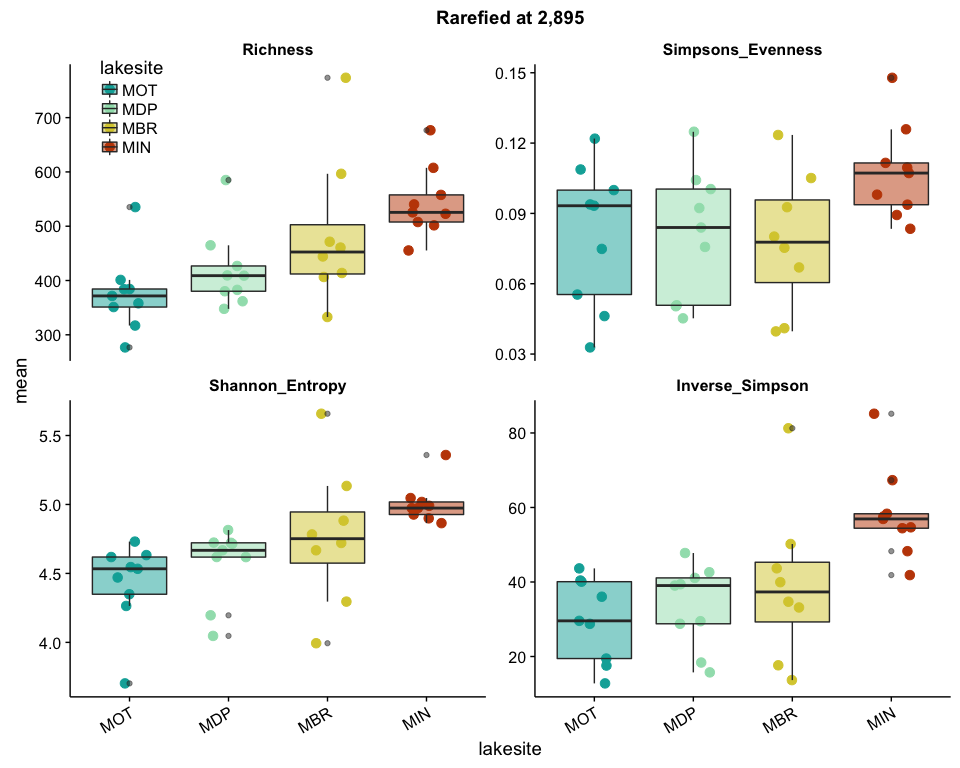 Rarefied at 2,895
Richness
Simpsons_Evenness
lakesite
MOT
MDP
MBR
MIN
700
600
500
400
300
0.15
0.12
0.09
0.06
0.03
mean
Shannon_Entropy
Inverse_Simpson
5.5
5.0
4.5
4.0
80
60
40
20
MOT MDP MBR MIN
MOT MDP MBR MIN
lakesite